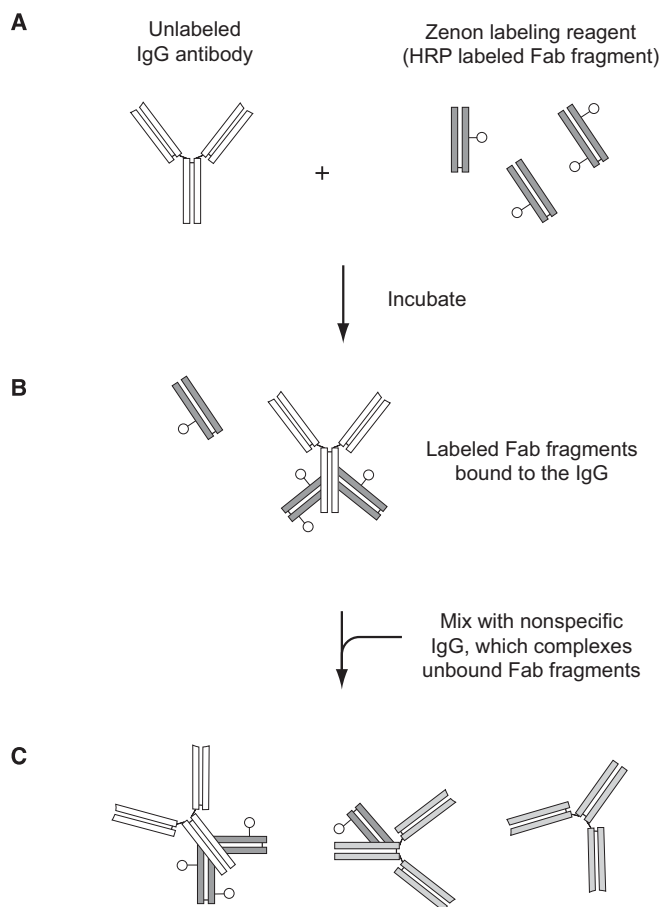 A
Unlabeled
IgG antibody
Zenon labeling reagent
(HRP labeled Fab fragment)
+
Incubate
B
Labeled Fab fragments
bound to the IgG
Mix with nonspecific
IgG, which complexes
unbound Fab fragments
C